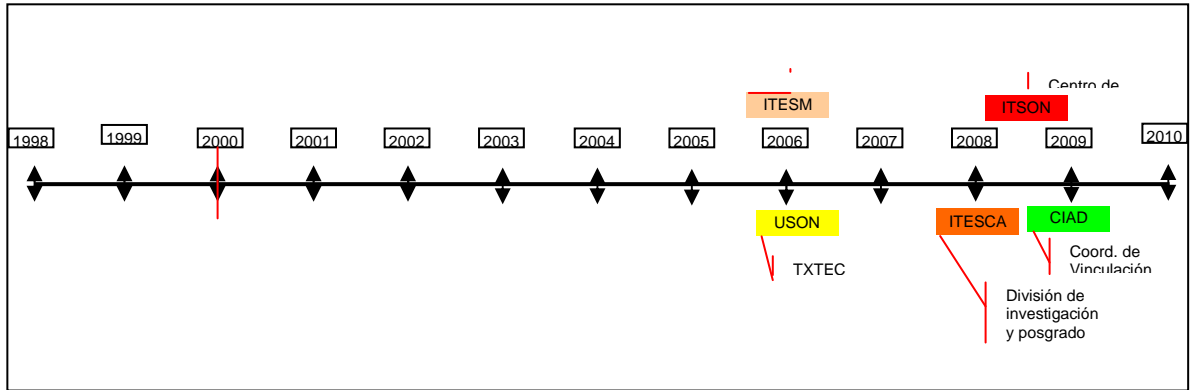 Centro de
ITESM
ITSON
1998
1999
2000
2001
2002
2003
2004
2005
2006
2007
2008
2009
2010
USON
ITESCA
CIAD
TXTEC
Coord. de
Vinculación
División de
investigación
y posgrado